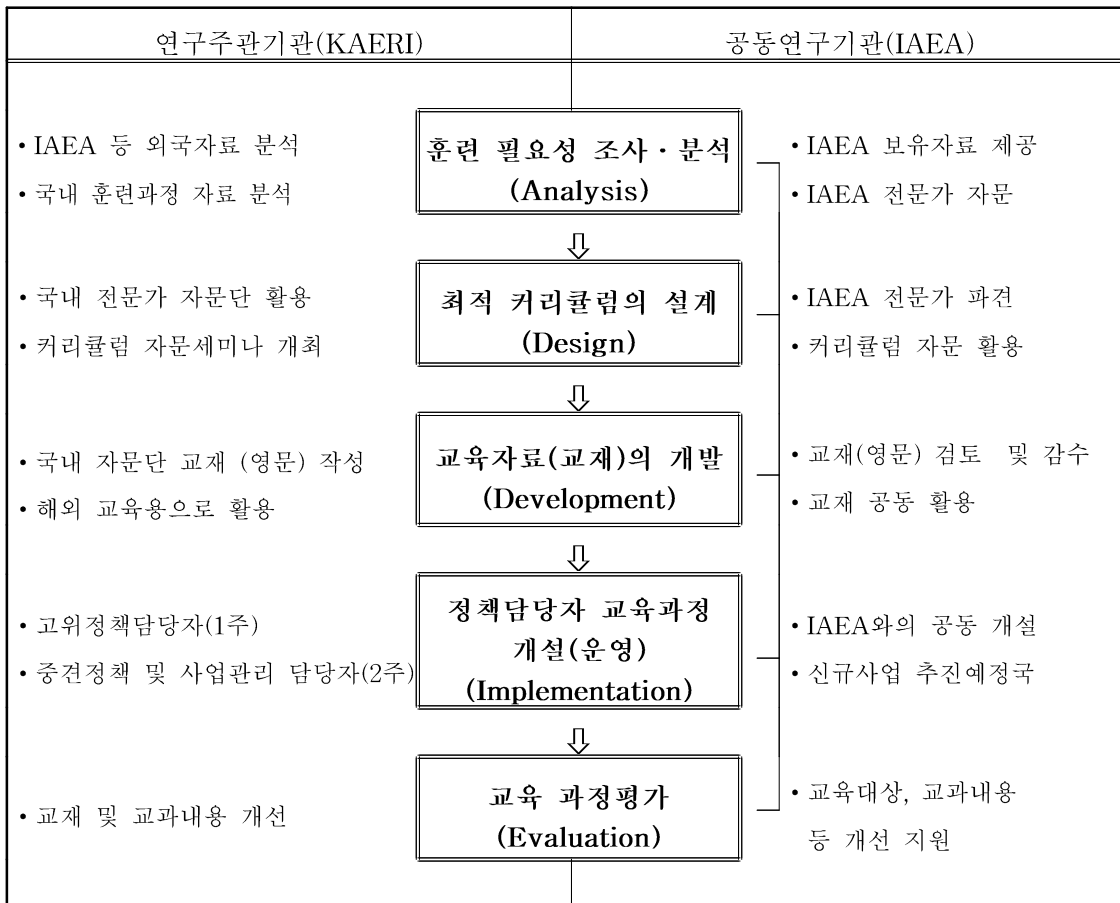 연구주관기관(KAERI)
공동연구기관(IAEA)
• IAEA 등 외국자료 분석
• 국내 훈련과정 자료 분석
훈련 필요성 조사·분석
(Analysis)
• IAEA 보유자료 제공
• IAEA 전문가 자문
• 국내 전문가 자문단 활용
• 커리큘럼 자문세미나 개최
최적 커리큘럼의 설계
(Design)
• IAEA 전문가 파견
• 커리큘럼 자문 활용
• 국내 자문단 교재 (영문) 작성
• 해외 교육용으로 활용
교육자료(교재)의 개발
(Development)
• 교재(영문) 검토 및 감수
• 교재 공동 활용
• 고위정책담당자(1주)
• 중견정책 및 사업관리 담당자(2주)
정책담당자 교육과정
개설(운영)
(Implementation)
• IAEA와의 공동 개설
• 신규사업 추진예정국
• 교재 및 교과내용 개선
교육 과정평가
(Evaluation)
• 교육대상, 교과내용
등 개선 지원